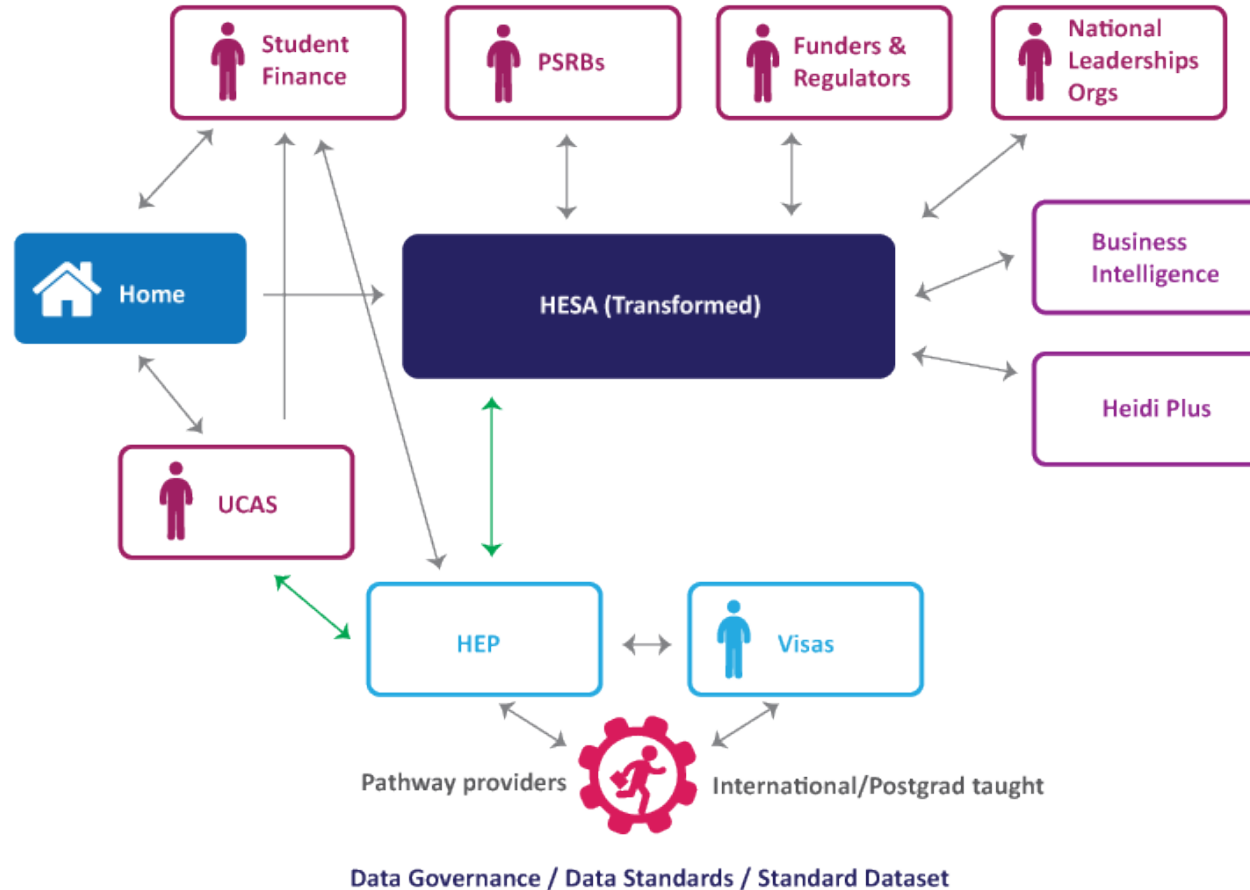 Student
Finance
PSRBs
Funders &
Regulators
National
Leaderships
Orgs
Home
HESA (Transformed)
Business
Intelligence
Heidi Plus
UCAS
HEP
Visas
Pathway providers
International/Postgrad taught
Data Governance / Data Standards / Standard Dataset